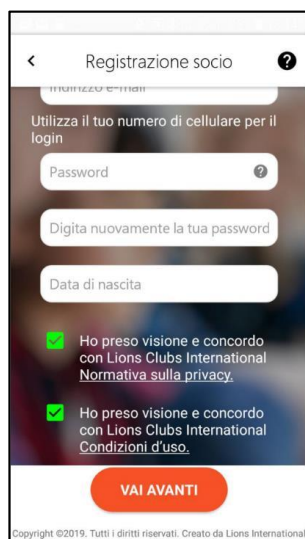 Registrazione socio
Indirizzo e-mail
Utilizza il tuo numero di cellulare per il
login
Password
Digita nuovamente la tua password
Data di nascita
Ho preso visione e concordo
con Lions Clubs International
Normativa sulla privacy.
Ho preso visione e concordo
con Lions Clubs International
Condizioni d'uso.
VAI AVANTI
Copyright ©2019. Tutti i diritti riservati. Creato da Lions International